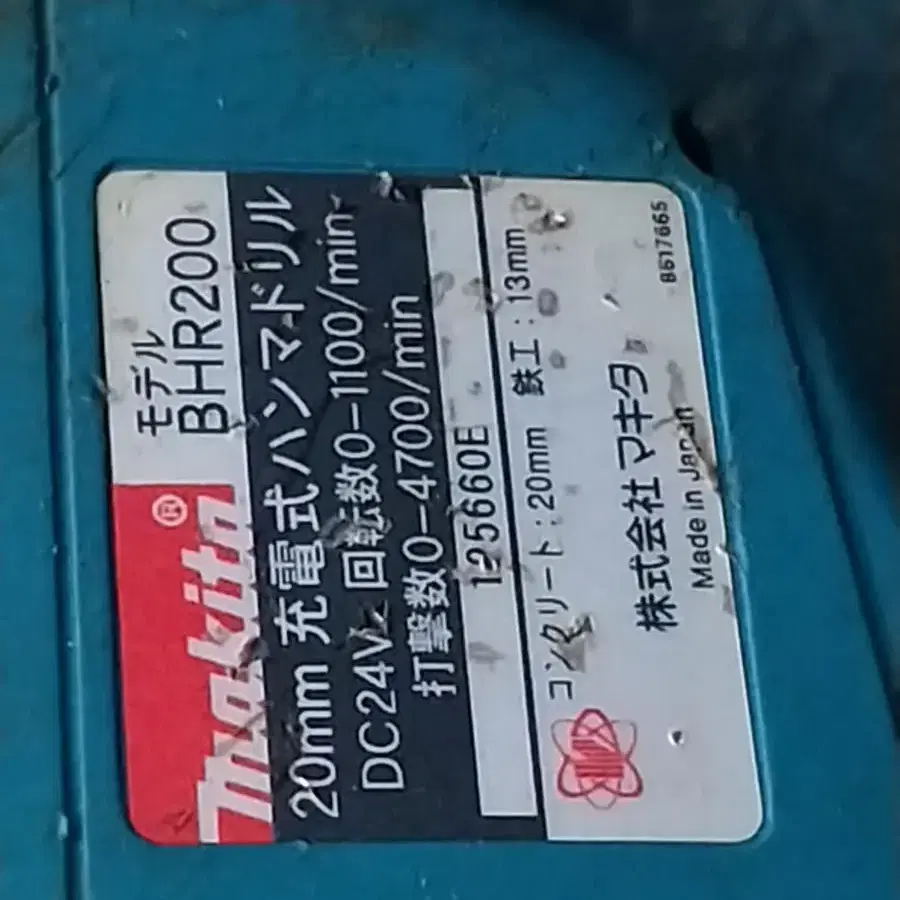 makita®
モデル
BHR200
20mm 充電式ハンマドリル
DC24V 回転数0-1100/min
打撃数0-4700/min
125660E
コンクリート:20mm 鉄工:13mm
株式会社 マキタ
Made in Japan
8617665